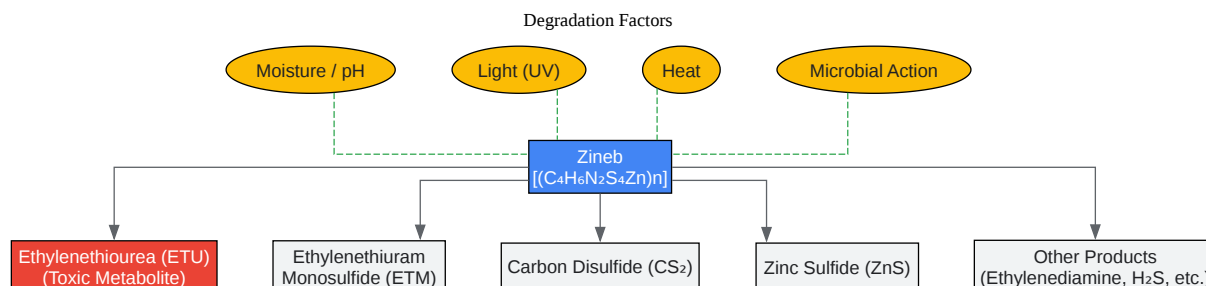 Degradation Factors
Moisture / pH
Light (UV)
Heat
Microbial Action
Zineb
[(C₄H₆N₂S₄Zn)n]
Ethylenethiourea (ETU)
(Toxic Metabolite)
Ethylenethiuram
Monosulfide (ETM)
Carbon Disulfide (CS₂)
Zinc Sulfide (ZnS)
Other Products
(Ethylenediamine, H₂S, etc.)